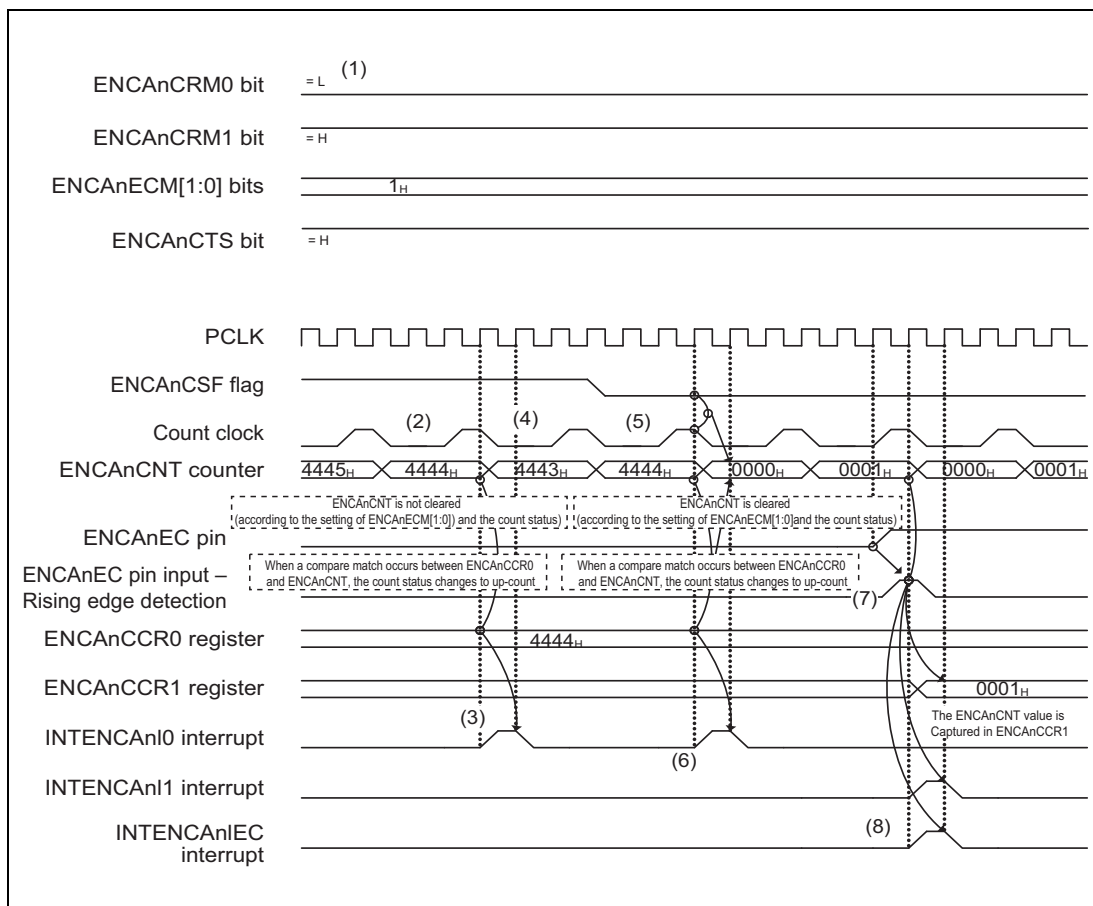 ENCAnCRM0 bit = L (1)
ENCAnCRM1 bit = H
ENCAnECM[1:0] bits 1H
ENCAnCTS bit = H
PCLK
ENCAnCSF flag
Count clock (2) (4) (5)
ENCAnCNT counter 4445H 4444H 4443H 4444H 0000H 0001H 0000H 0001H
ENCAnCNT is not cleared
(according to the setting of ENCAnECM[1:0]) and the count status)
ENCAnCNT is cleared
(according to the setting of ENCAnECM[1:0]and the count status)
ENCAnEC pin
When a compare match occurs between ENCAnCCR0
and ENCAnCNT, the count status changes to up-count
When a compare match occurs between ENCAnCCR0
and ENCAnCNT, the count status changes to up-count
ENCAnEC pin input –
Rising edge detection (7)
ENCAnCCR0 register 4444H
ENCAnCCR1 register 0001H
The ENCAnCNT value is
Captured in ENCAnCCR1
INTENCAnI0 interrupt (3) (6)
INTENCAnI1 interrupt
INTENCAnIEC
interrupt (8)